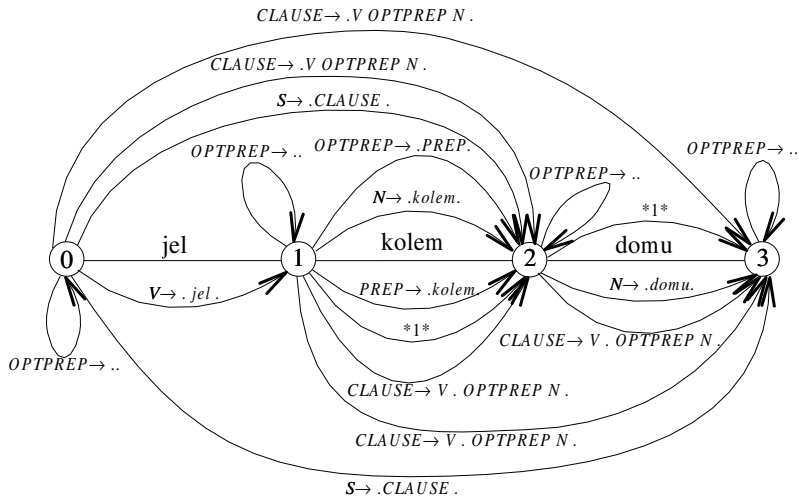 CLAUSE→ .V OPTPREP N .
CLAUSE→ .V OPTPREP N .
S→ .CLAUSE .
OPTPREP→ ..
OPTPREP→ .PREP.
OPTPREP→ ..
OPTPREP→ ..
N→ .kolem.
*1*
0
jel
1
kolem
2
domu
3
V→ . jel .
PREP→ .kolem.
N→ .domu.
*1*
CLAUSE→ V . OPTPREP N .
OPTPREP→ ..
CLAUSE→ V . OPTPREP N .
CLAUSE→ V . OPTPREP N .
S→ .CLAUSE .